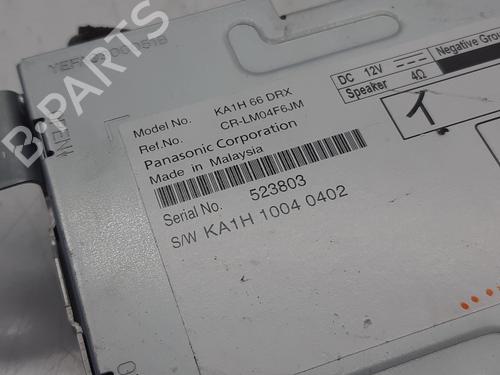 Model No. KA1H 66 DRX
Ref.No. CR-LM04F6JM
Panasonic Corporation
Made in Malaysia
Serial No. 523803
S/W KA1H 1004 0402
DC 12V Negative Grou
Speaker 4Ω
イ